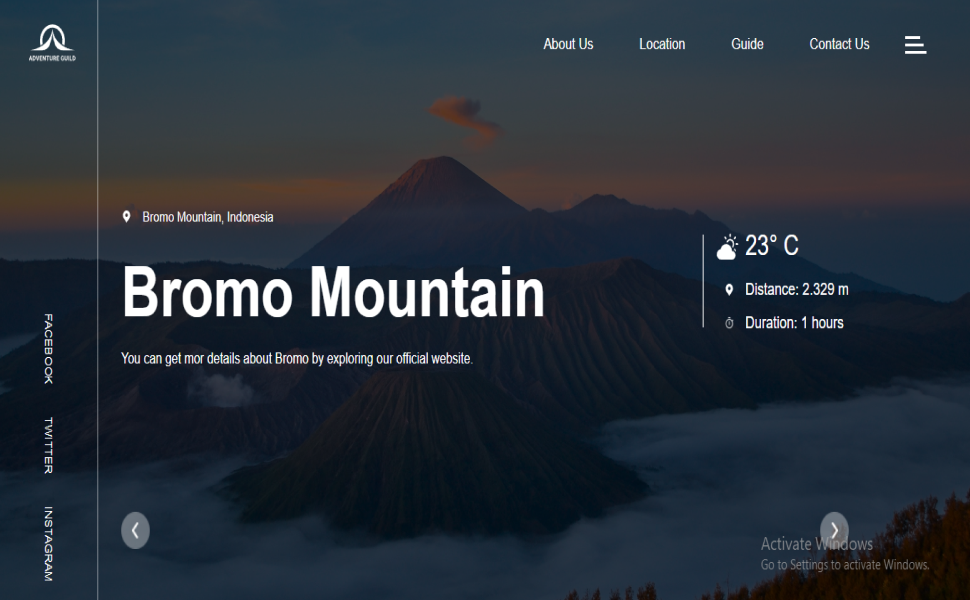 ADVENTURE GUILD
About Us
Location
Guide
Contact Us
Bromo Mountain, Indonesia
Bromo Mountain
You can get mor details about Bromo by exploring our official website.
23° C
Distance: 2.329 m
Duration: 1 hours
FACEBOOK
TWITTER
INSTAGRAM
Activate Windows
Go to Settings to activate Windows.